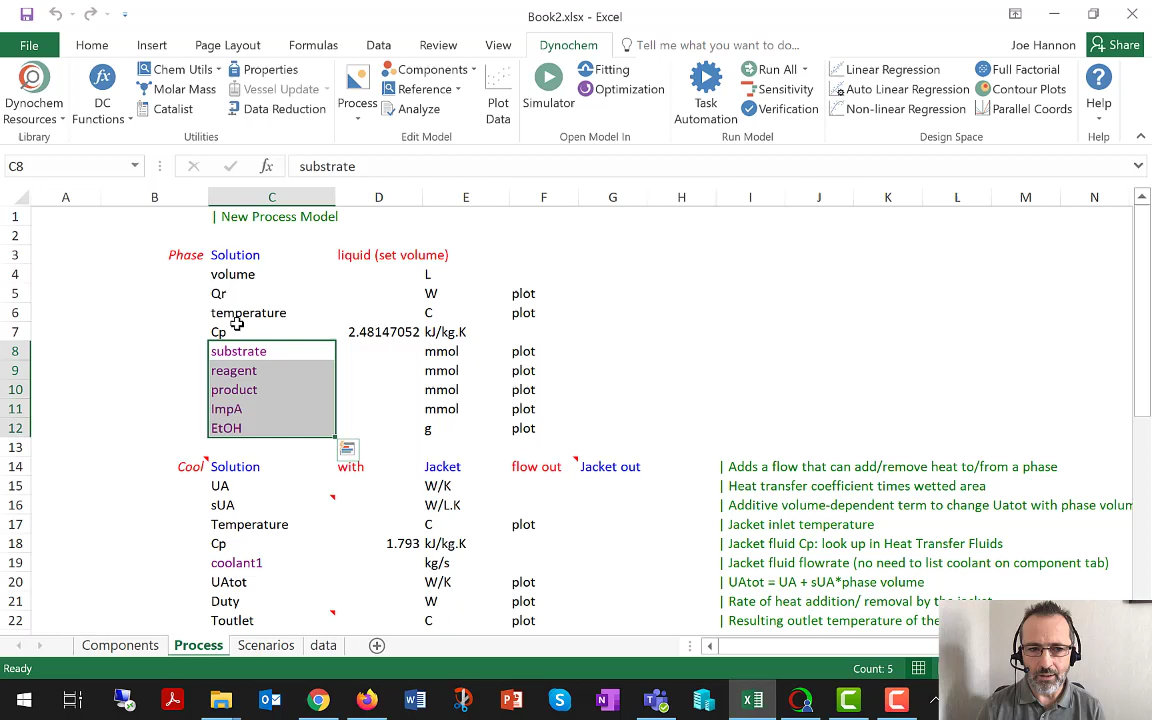 Book2.xlsx - Excel
File Home Insert Page Layout Formulas Data Review View Dynochem Tell me what you want to do... Joe Hannon Share
Dynochem Resources
Library
DC Functions
Chem Utils
Molar Mass
Catalist
Properties
Vessel Update
Data Reduction
Utilities
Process
Components
Reference
Analyze
Edit Model
Plot Data
Simulator
Fitting
Optimization
Open Model In
Task Automation
Run All
Sensitivity
Verification
Run Model
Linear Regression
Auto Linear Regression
Non-linear Regression
Full Factorial
Contour Plots
Parallel Coords
Design Space
Help
Help
C8 fx substrate
A B C D E F G H I J K L M N
1 | New Process Model
2
3 Phase Solution liquid (set volume)
4 volume L
5 Qr W plot
6 temperature C plot
7 Cp 2.48147052 kJ/kg.K
8 substrate mmol plot
9 reagent mmol plot
10 product mmol plot
11 ImpA mmol plot
12 EtOH g plot
13
14 Cool Solution with Jacket flow out Jacket out | Adds a flow that can add/remove heat to/from a phase
15 UA W/K | Heat transfer coefficient times wetted area
16 sUA W/L.K | Additive volume-dependent term to change Uatot with phase volum
17 Temperature C plot | Jacket inlet temperature
18 Cp 1.793 kJ/kg.K | Jacket fluid Cp: look up in Heat Transfer Fluids
19 coolant1 kg/s | Jacket fluid flowrate (no need to list coolant on component tab)
20 UAtot W/K plot | UAtot = UA + sUA*phase volume
21 Duty W plot | Rate of heat addition/ removal by the jacket
22 Toutlet C plot | Resulting outlet temperature of the
Components Process Scenarios data
Ready Count: 5